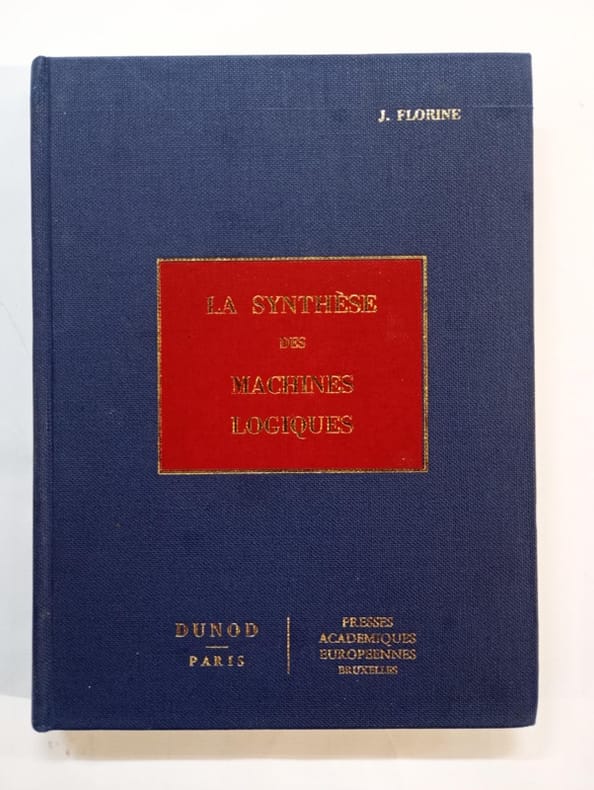 J. FLORINE
LA SYNTHÈSE
DES
MACHINES
LOGIQUES
DUNOD
PARIS
PRESSES
ACADEMIQUES
EUROPEENNES
BRUXELLES